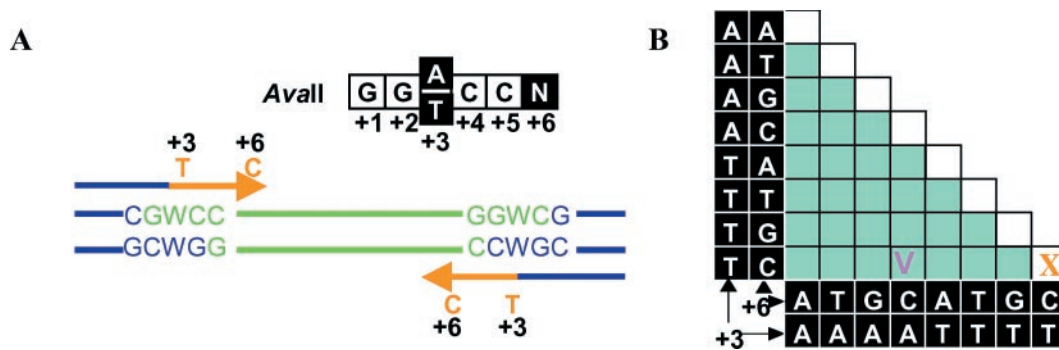 A
AvaII
G G A C C N
T
+1 +2 +3 +4 +5 +6
+3 +6
T C
CGWCC GGWCG
GCWGG CCWGC
C T
+6 +3
B
A A
A T
A G
A C
T A
T T
T G
T C V X
+6 A T G C A T G C
+3 A A A A T T T T